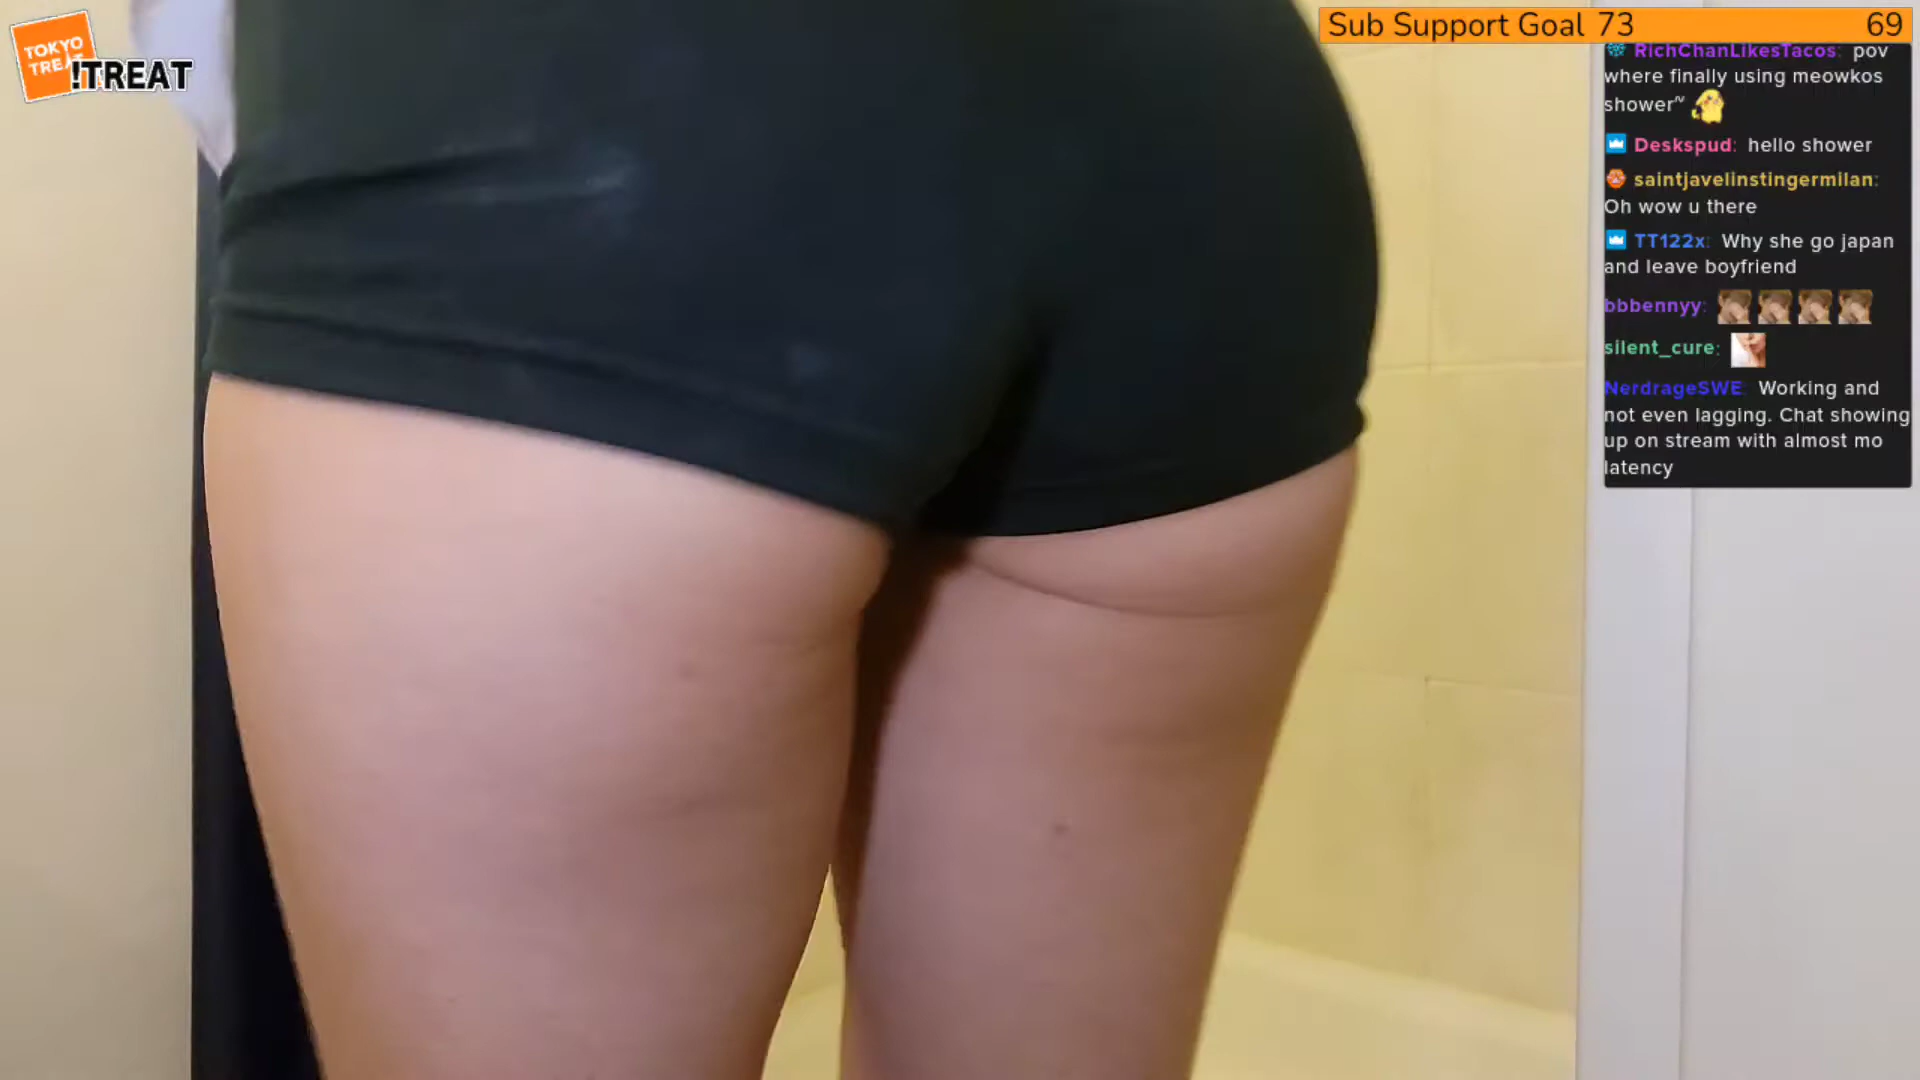 TOKYO
TREAT
!TREAT
Sub Support Goal 73 69
RichChanLikesTacos: pov
where finally using meowkos
shower~
Deskspud: hello shower
saintjavelinstingermilan:
Oh wow u there
TT122x: Why she go japan
and leave boyfriend
bbbennyy:
silent_cure:
NerdrageSWE: Working and
not even lagging. Chat showing
up on stream with almost mo
latency